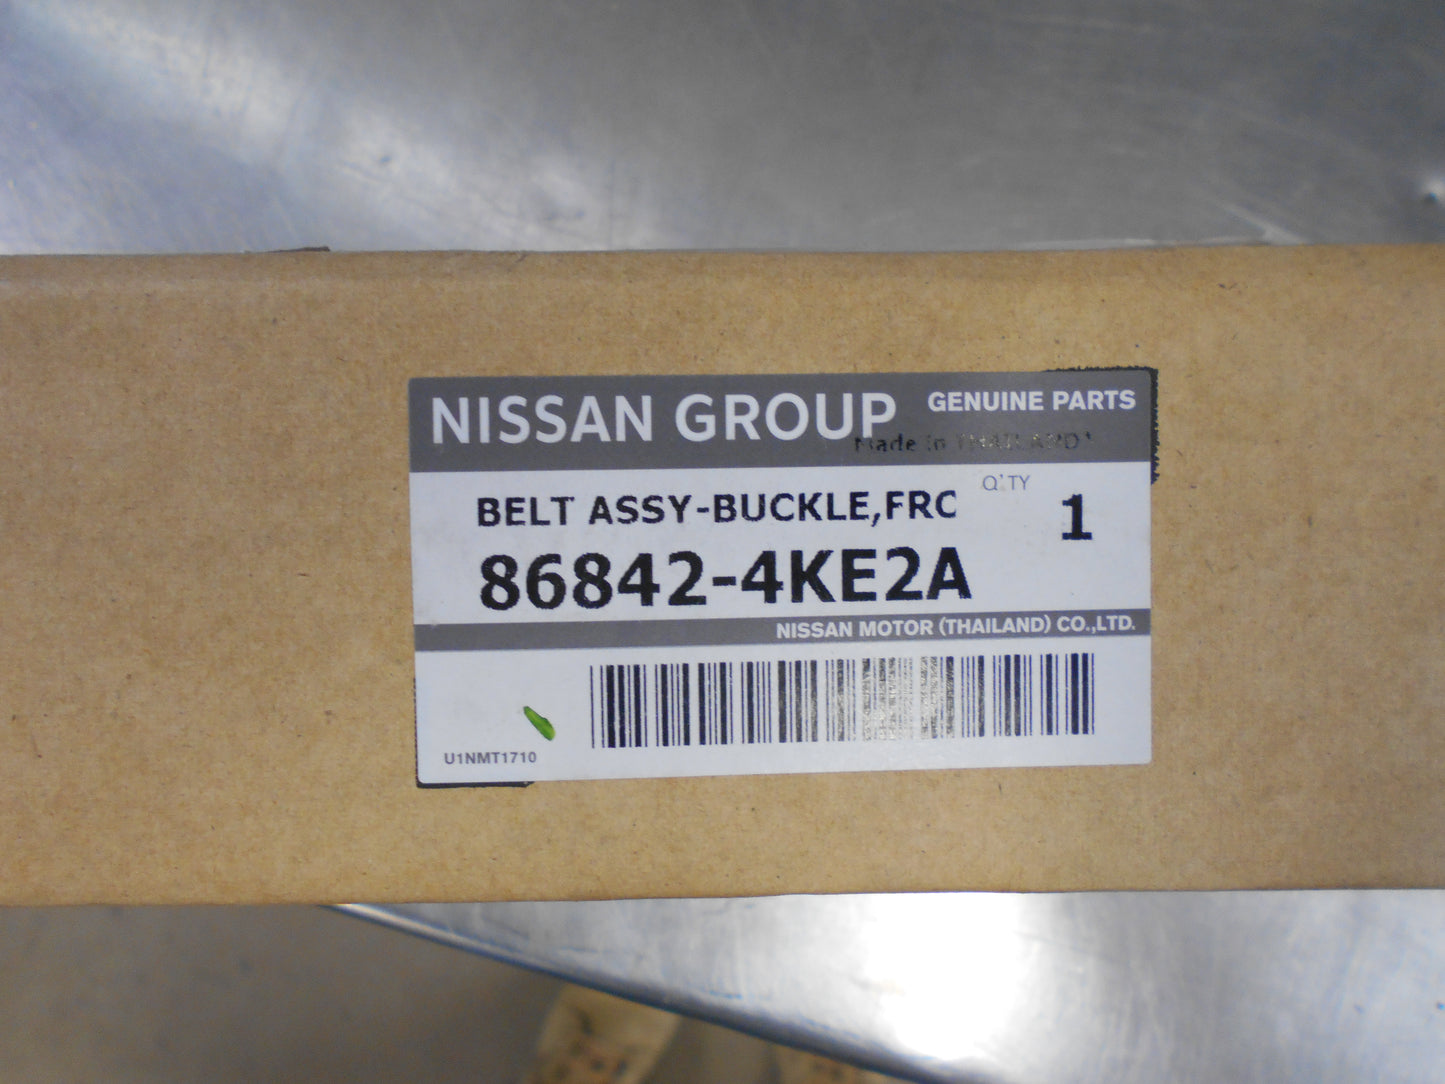 NISSAN GROUP GENUINE PARTS
Made in THAILAND
BELT ASSY-BUCKLE,FRO Q'TY 1
86842-4KE2A
NISSAN MOTOR (THAILAND) CO.,LTD.
U1NMT1710